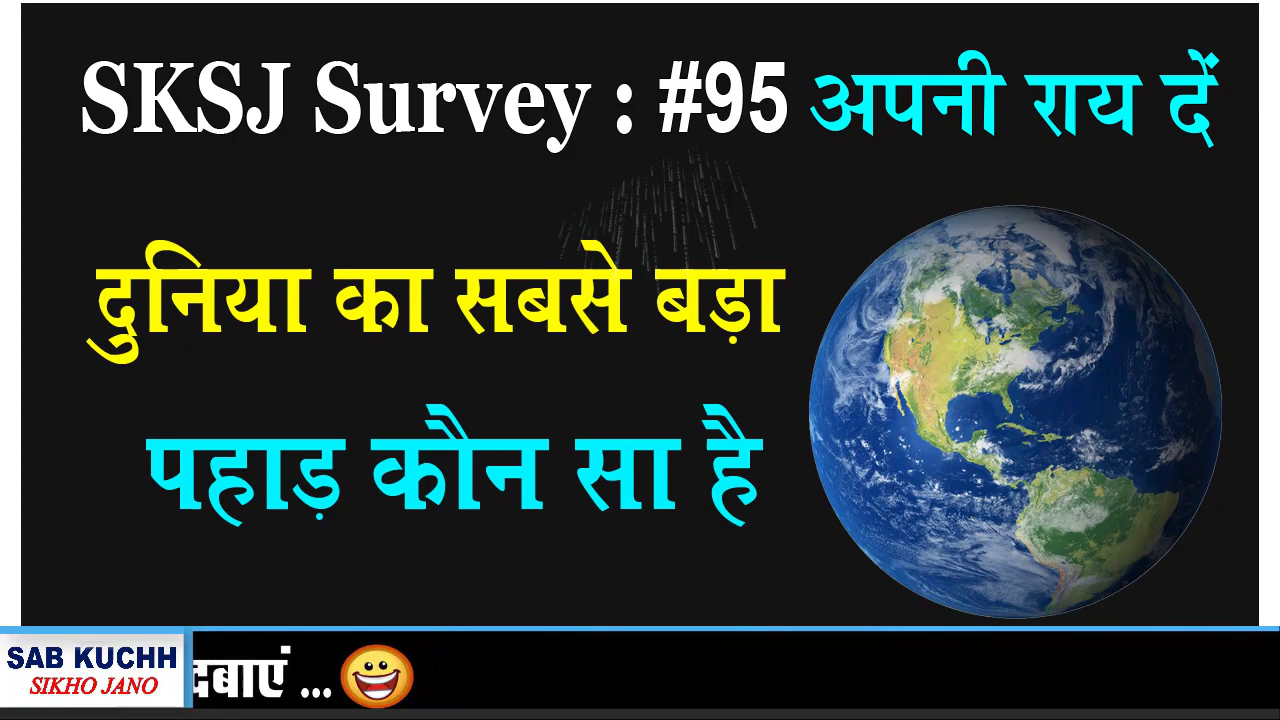 SKSJ Survey : #95 अपनी राय दें
दुनिया का सबसे बड़ा
पहाड़ कौन सा है
SAB KUCHH
SIKHO JANO
दबाएं ...